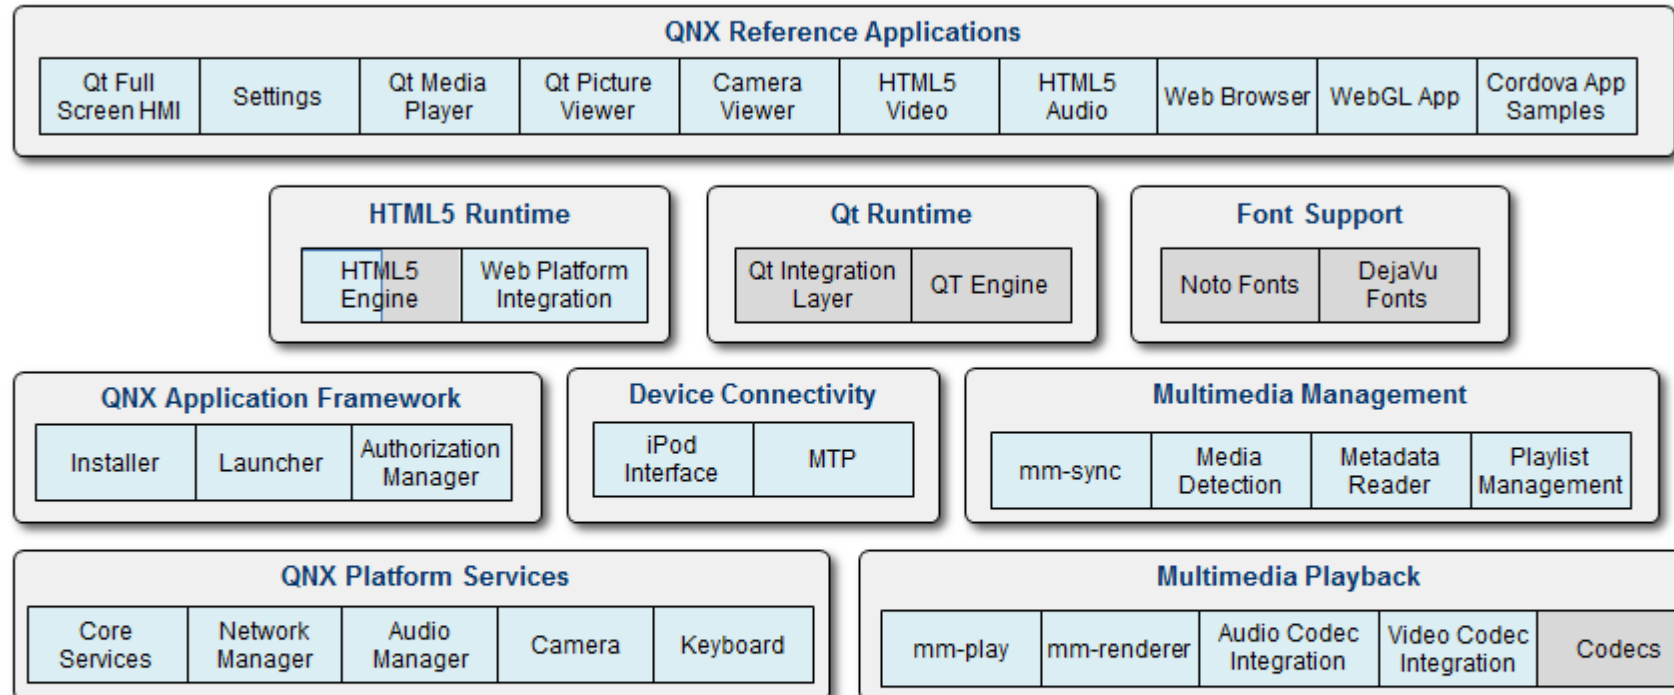 QNX Reference Applications
Qt Full
Screen HMI
Settings
Qt Media
Player
Qt Picture
Viewer
Camera
Viewer
HTML5
Video
HTML5
Audio
Web Browser
WebGL App
Cordova App
Samples
HTML5 Runtime
HTML5
Engine
Web Platform
Integration
Qt Runtime
Qt Integration
Layer
QT Engine
Font Support
Noto Fonts
DejaVu
Fonts
QNX Application Framework
Installer
Launcher
Authorization
Manager
Device Connectivity
iPod
Interface
MTP
Multimedia Management
mm-sync
Media
Detection
Metadata
Reader
Playlist
Management
QNX Platform Services
Core
Services
Network
Manager
Audio
Manager
Camera
Keyboard
Multimedia Playback
mm-play
mm-renderer
Audio Codec
Integration
Video Codec
Integration
Codecs